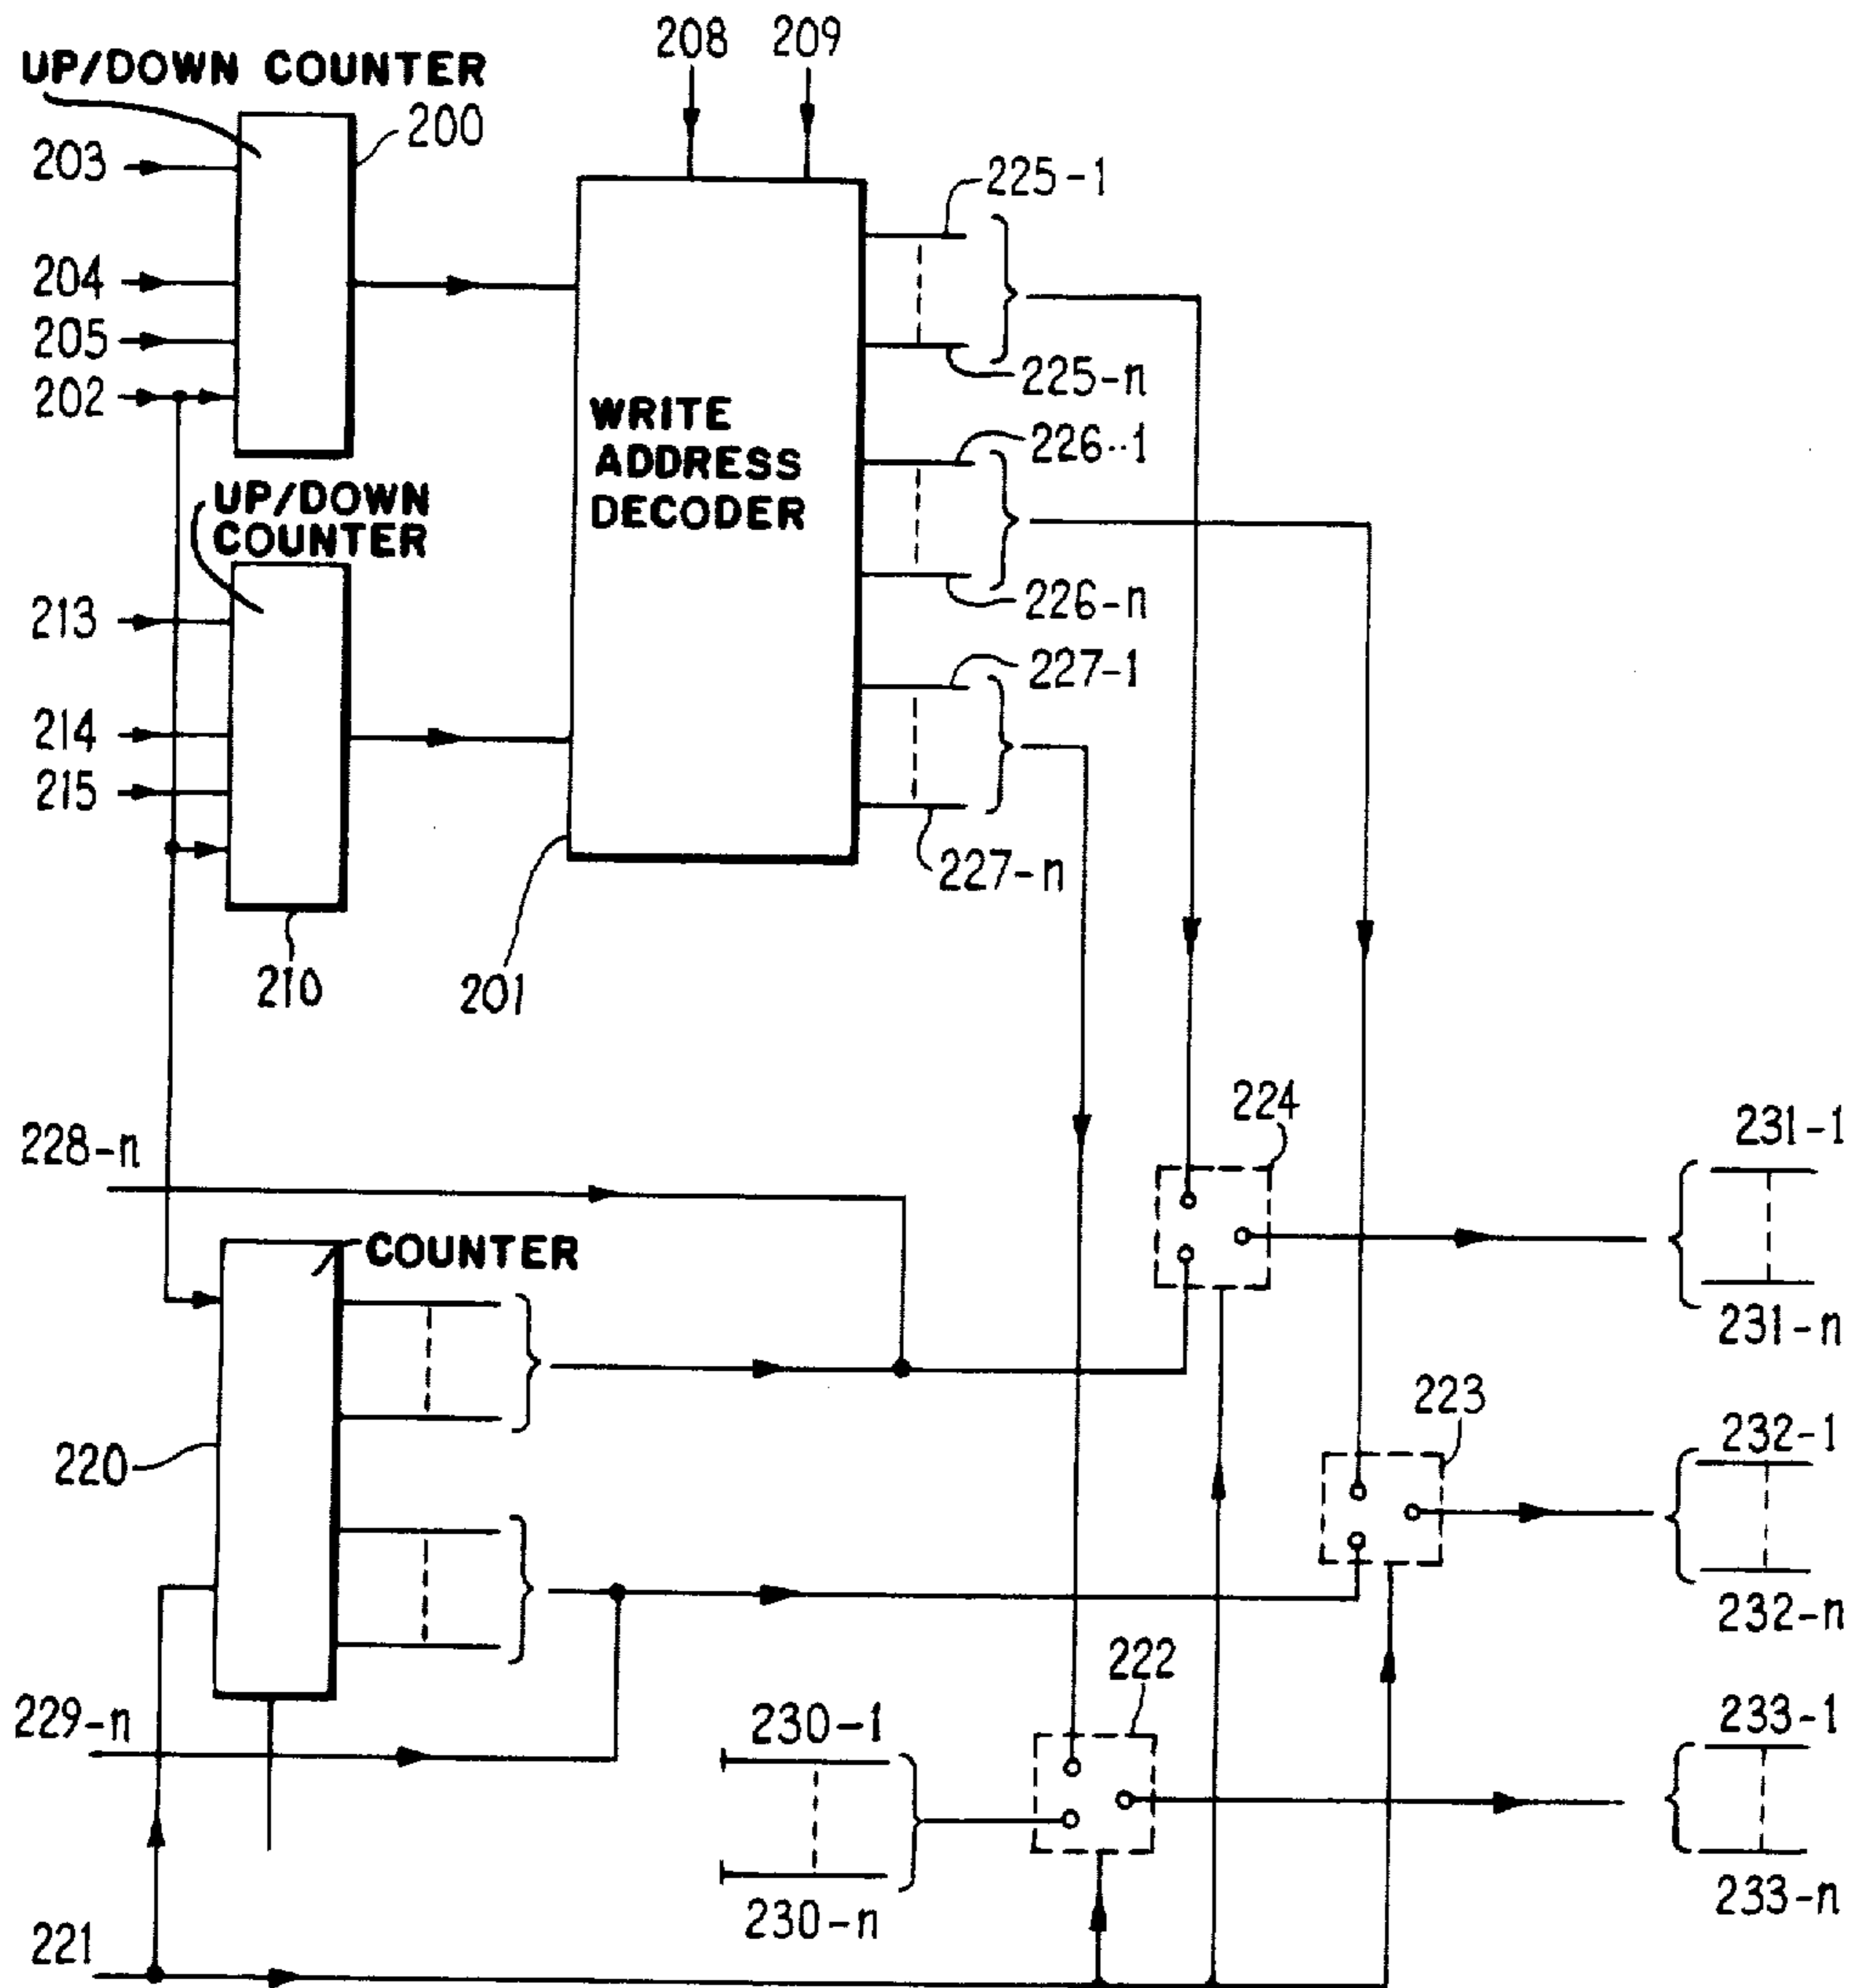 208 209
UP/DOWN COUNTER
200
203
225-1
204
205
225-n
202
WRITE
ADDRESS
DECODER
226-1
UP/DOWN
COUNTER
226-n
213
227-1
214
215
227-n
210
201
224
231-1
228-n
COUNTER
231-n
223
232-1
220
232-n
222
229-n
230-1
233-1
230-n
233-n
221